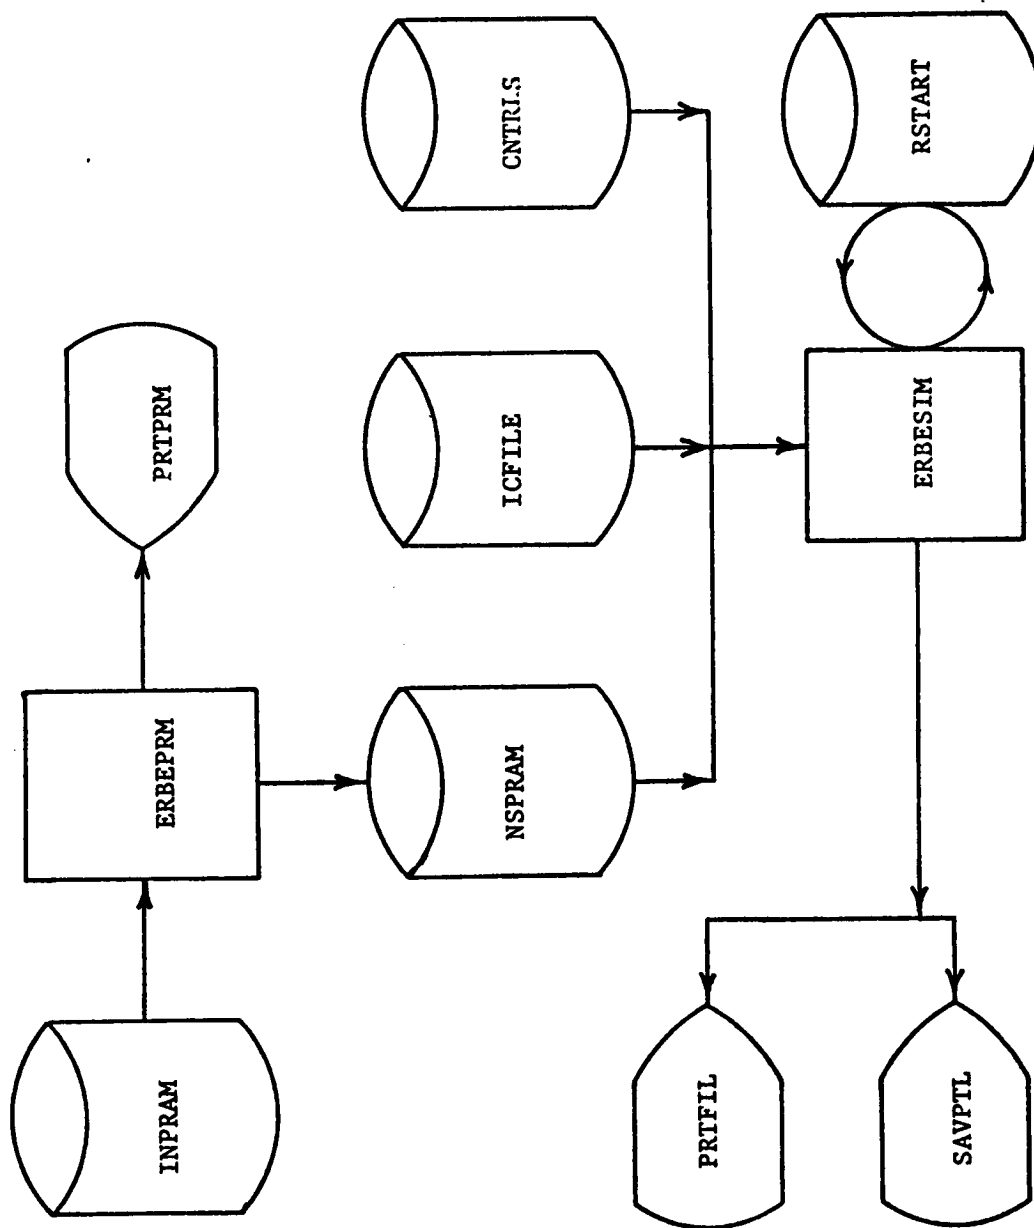 INPRAM
ERBEPRM
PRTPRM
NSPRAM
ICFILE
CNTRLS
PRTFIL
SAVPTL
ERBESIM
RSTART